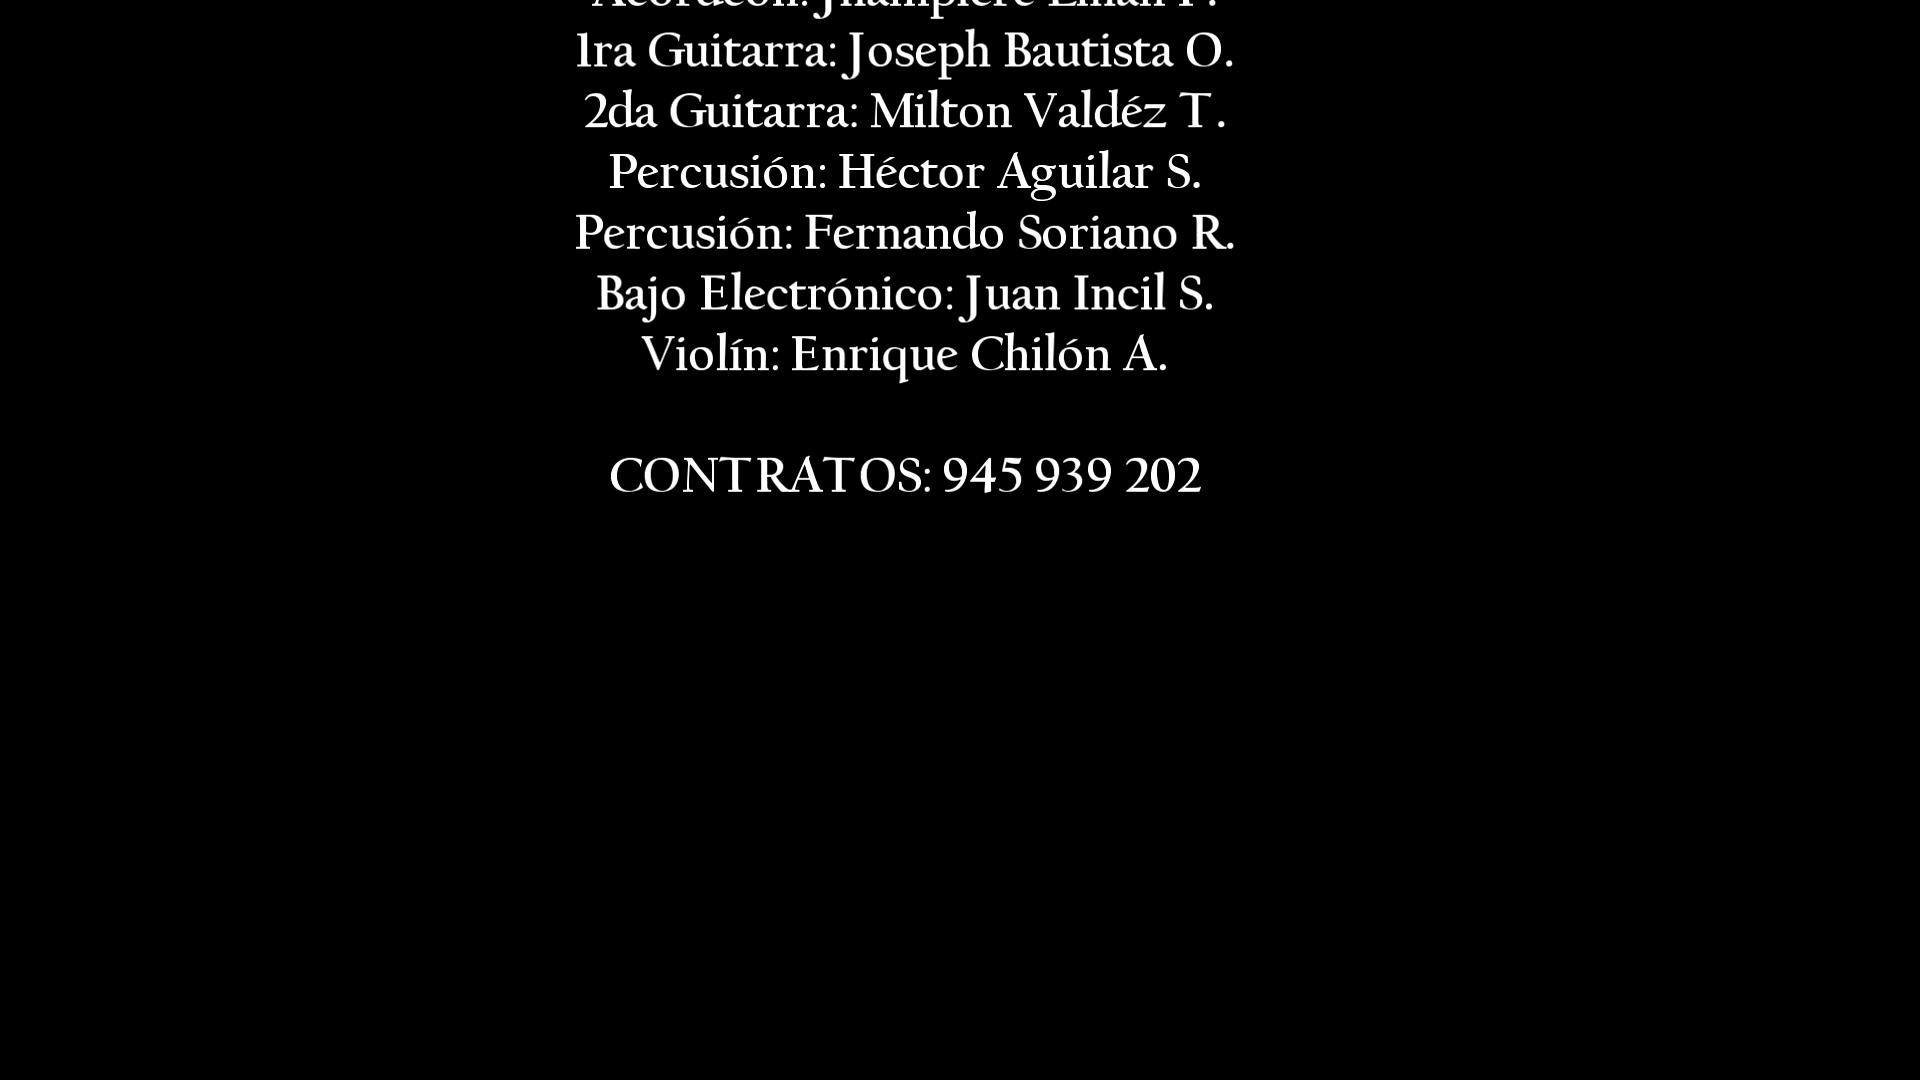 1ra Guitarra: Joseph Bautista O.
2da Guitarra: Milton Valdéz T.
Percusión: Héctor Aguilar S.
Percusión: Fernando Soriano R.
Bajo Electrónico: Juan Incil S.
Violín: Enrique Chilón A.
CONTRATOS: 945 939 202